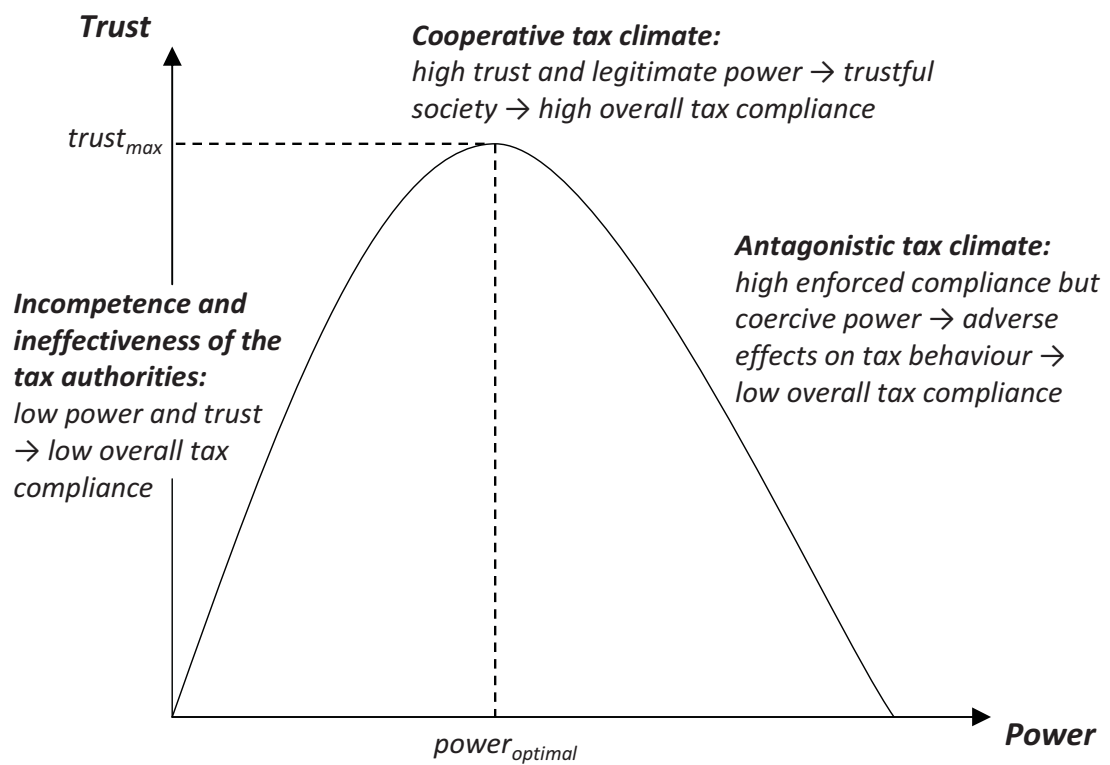 Trust
Cooperative tax climate:
high trust and legitimate power → trustful
society → high overall tax compliance
trust_max
Antagonistic tax climate:
high enforced compliance but
coercive power → adverse
effects on tax behaviour →
low overall tax compliance
Incompetence and
ineffectiveness of the
tax authorities:
low power and trust
→ low overall tax
compliance
power_optimal
Power